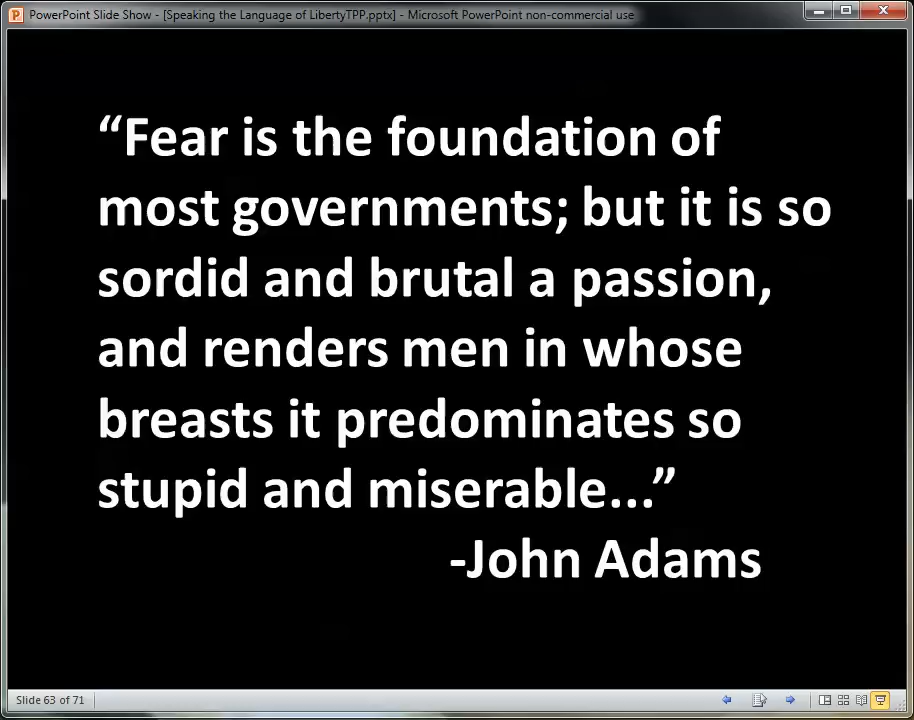 PowerPoint Slide Show - [Speaking the Language of LibertyTPP.pptx] - Microsoft PowerPoint non-commercial use
“Fear is the foundation of
most governments; but it is so
sordid and brutal a passion,
and renders men in whose
breasts it predominates so
stupid and miserable...”
-John Adams
Slide 63 of 71